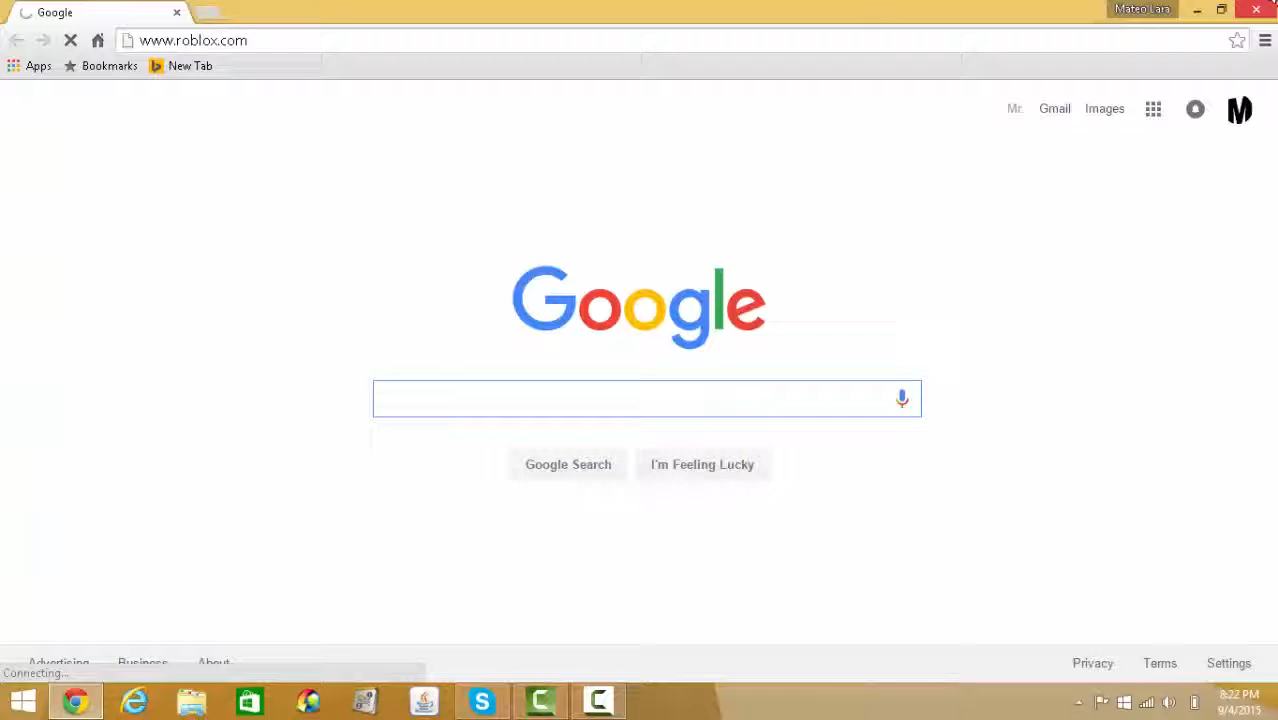 Google
Mateo Lara
www.roblox.com
Apps
Bookmarks
New Tab
Mr.
Gmail
Images
M
Google
Google Search
I'm Feeling Lucky
Advertising
Business
About
Privacy
Terms
Settings
Connecting...
8:22 PM
9/4/2015